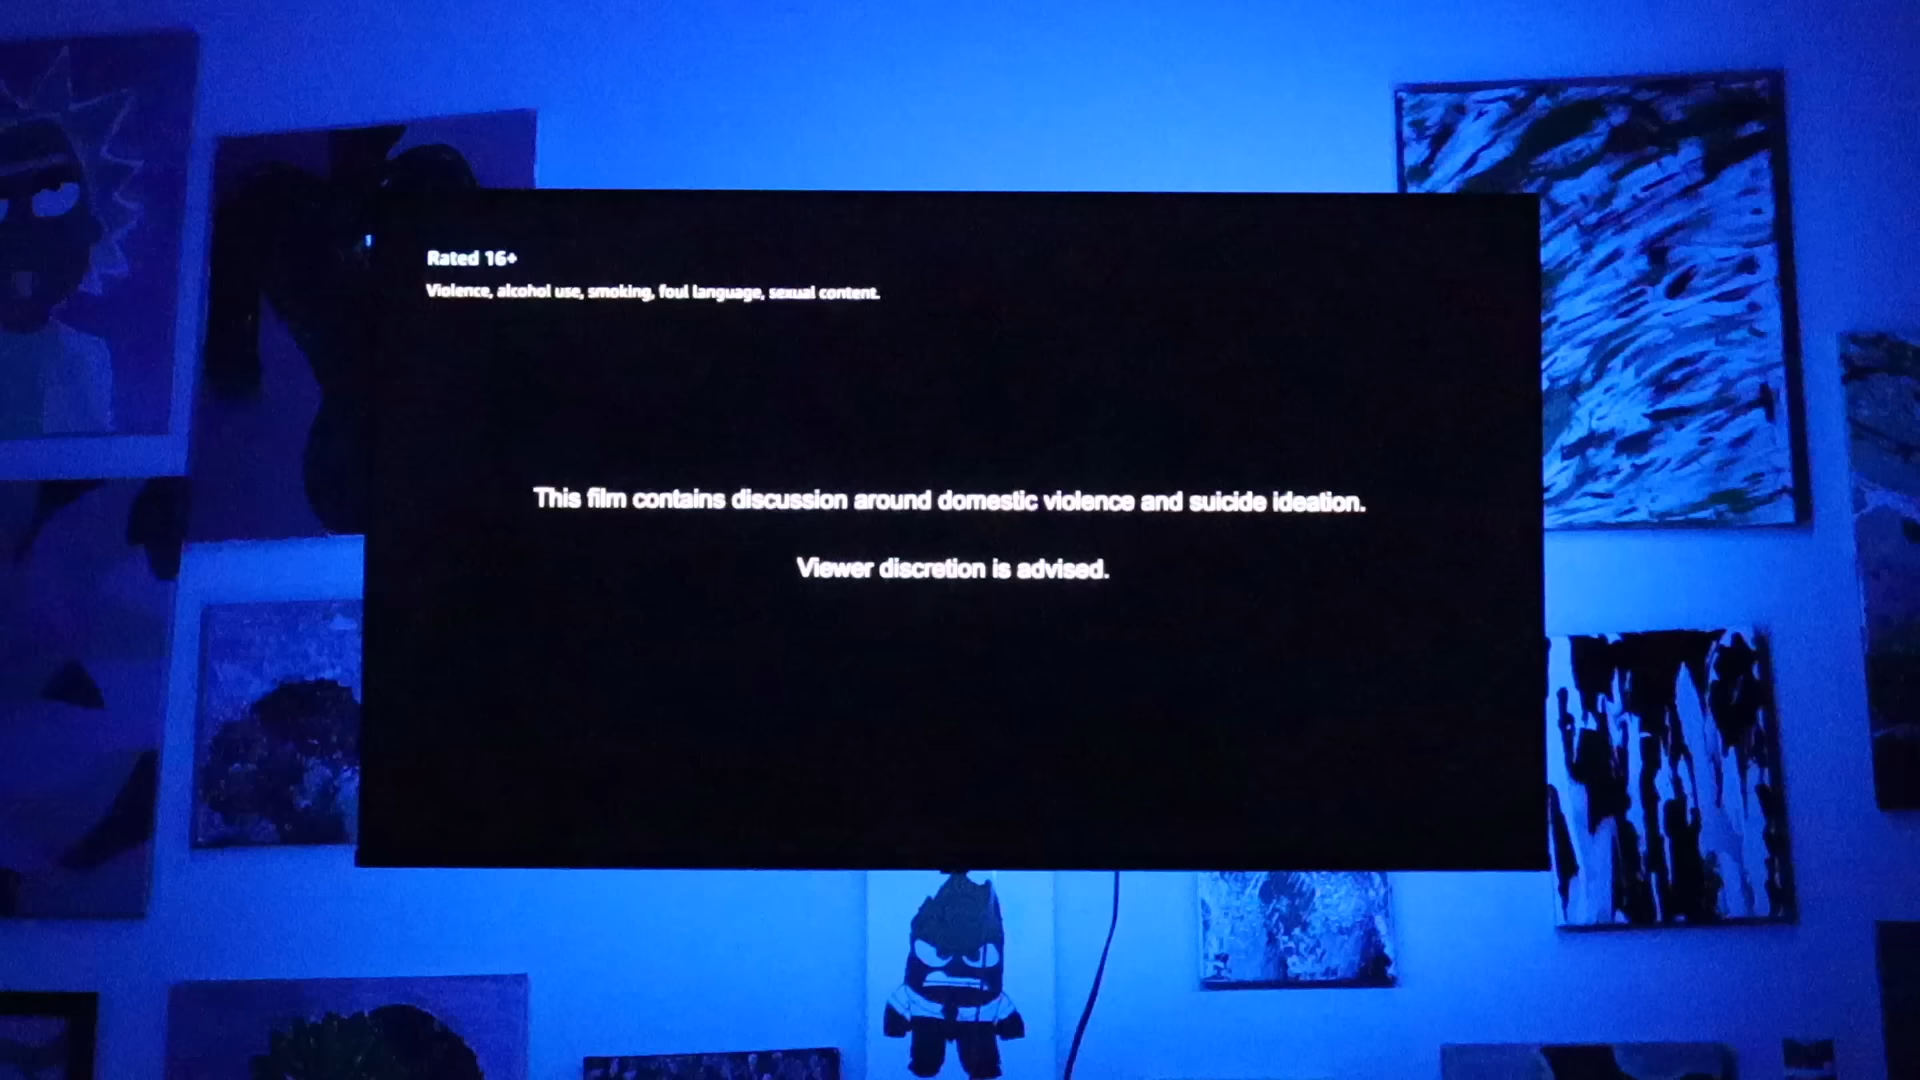 Rated 16+
Violence, alcohol use, smoking, foul language, sexual content.
This film contains discussion around domestic violence and suicide ideation.
Viewer discretion is advised.